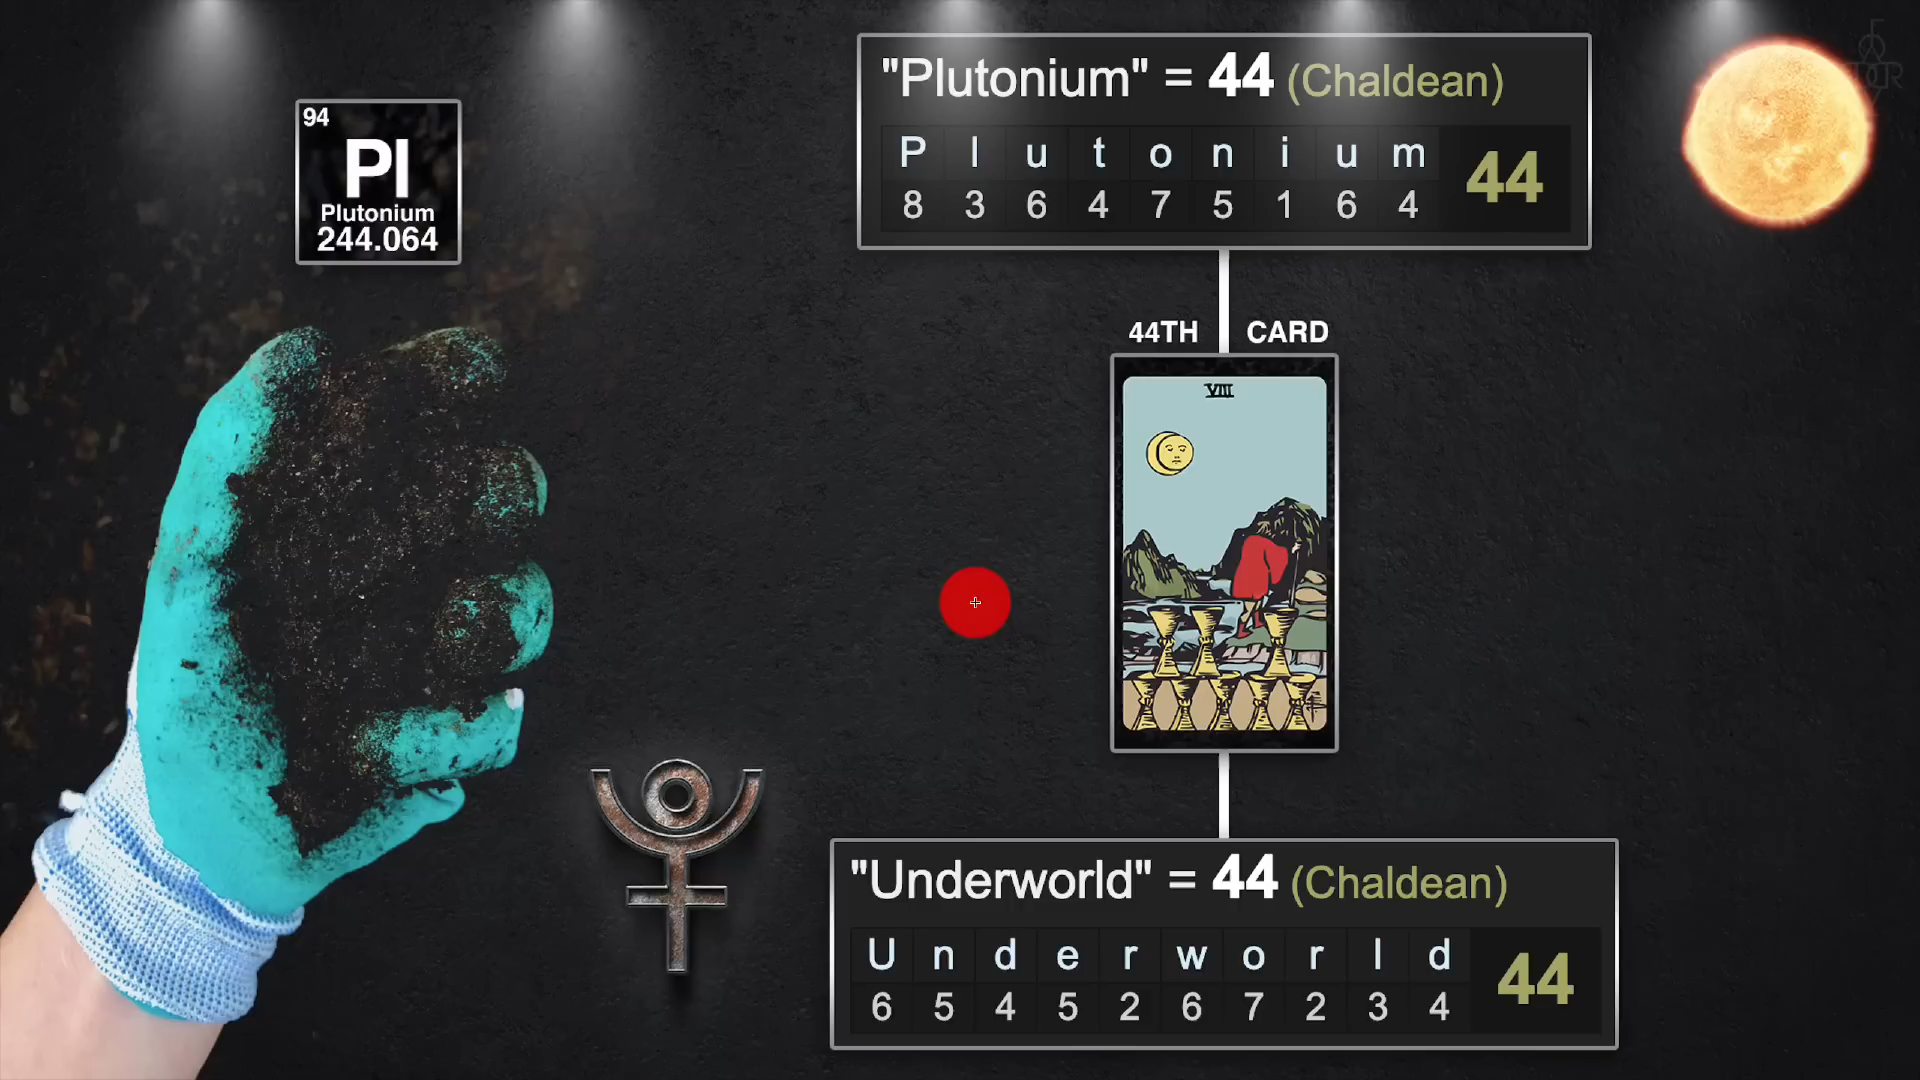 94
Pl
Plutonium
244.064
"Plutonium" = 44 (Chaldean)
P l u t o n i u m
8 3 6 4 7 5 1 6 4
44
44TH CARD
VIII
"Underworld" = 44 (Chaldean)
U n d e r w o r l d
6 5 4 5 2 6 7 2 3 4
44